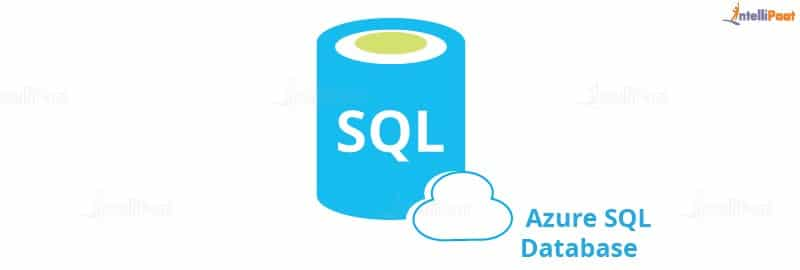 IntelliPaat
SQL
Azure SQL
Database